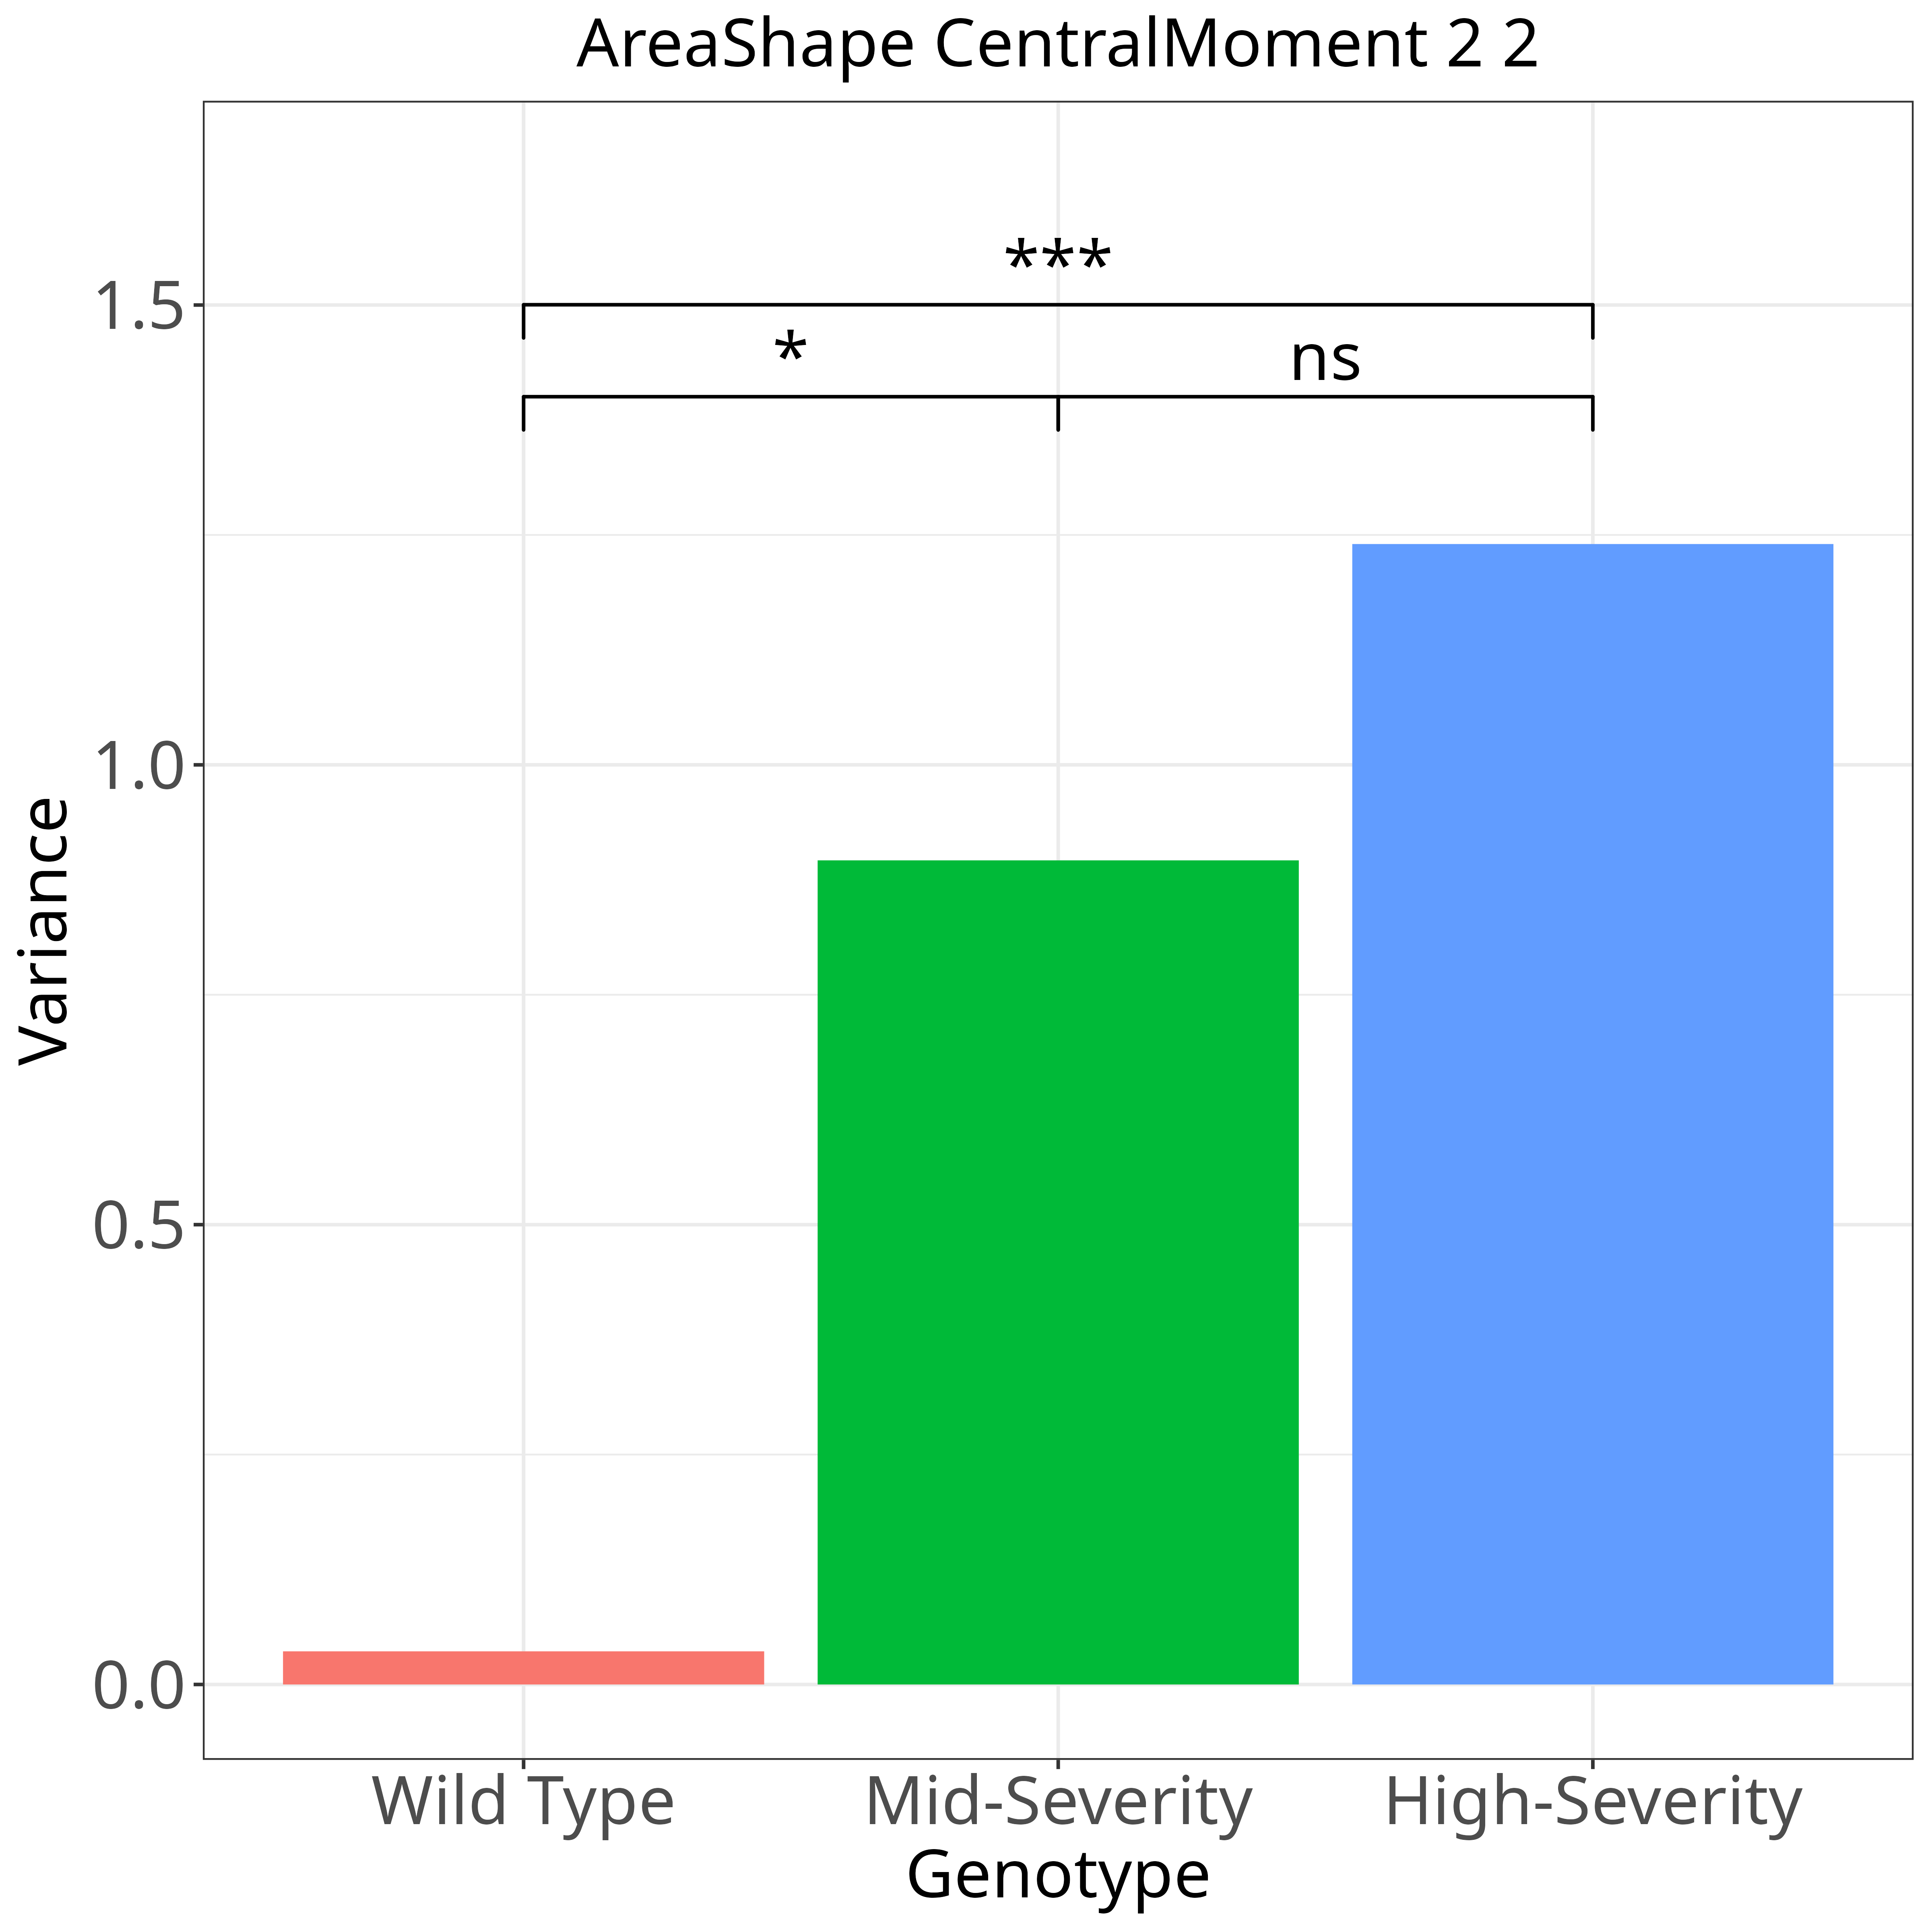 AreaShape CentralMoment 2 2
***
* ns
1.5
1.0
0.5
0.0
Variance
Wild Type Mid-Severity High-Severity
Genotype